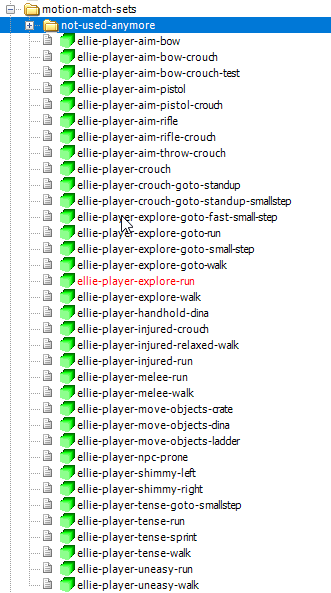 motion-match-sets
not-used-anymore
ellie-player-aim-bow
ellie-player-aim-bow-crouch
ellie-player-aim-bow-crouch-test
ellie-player-aim-pistol
ellie-player-aim-pistol-crouch
ellie-player-aim-rifle
ellie-player-aim-rifle-crouch
ellie-player-aim-throw-crouch
ellie-player-crouch
ellie-player-crouch-goto-standup
ellie-player-crouch-goto-standup-smallstep
ellie-player-explore-goto-fast-small-step
ellie-player-explore-goto-run
ellie-player-explore-goto-small-step
ellie-player-explore-goto-walk
ellie-player-explore-run
ellie-player-explore-walk
ellie-player-handhold-dina
ellie-player-injured-crouch
ellie-player-injured-relaxed-walk
ellie-player-injured-run
ellie-player-melee-run
ellie-player-melee-walk
ellie-player-move-objects-crate
ellie-player-move-objects-dina
ellie-player-move-objects-ladder
ellie-player-npc-prone
ellie-player-shimmy-left
ellie-player-shimmy-right
ellie-player-tense-goto-smallstep
ellie-player-tense-run
ellie-player-tense-sprint
ellie-player-tense-walk
ellie-player-uneasy-run
ellie-player-uneasy-walk